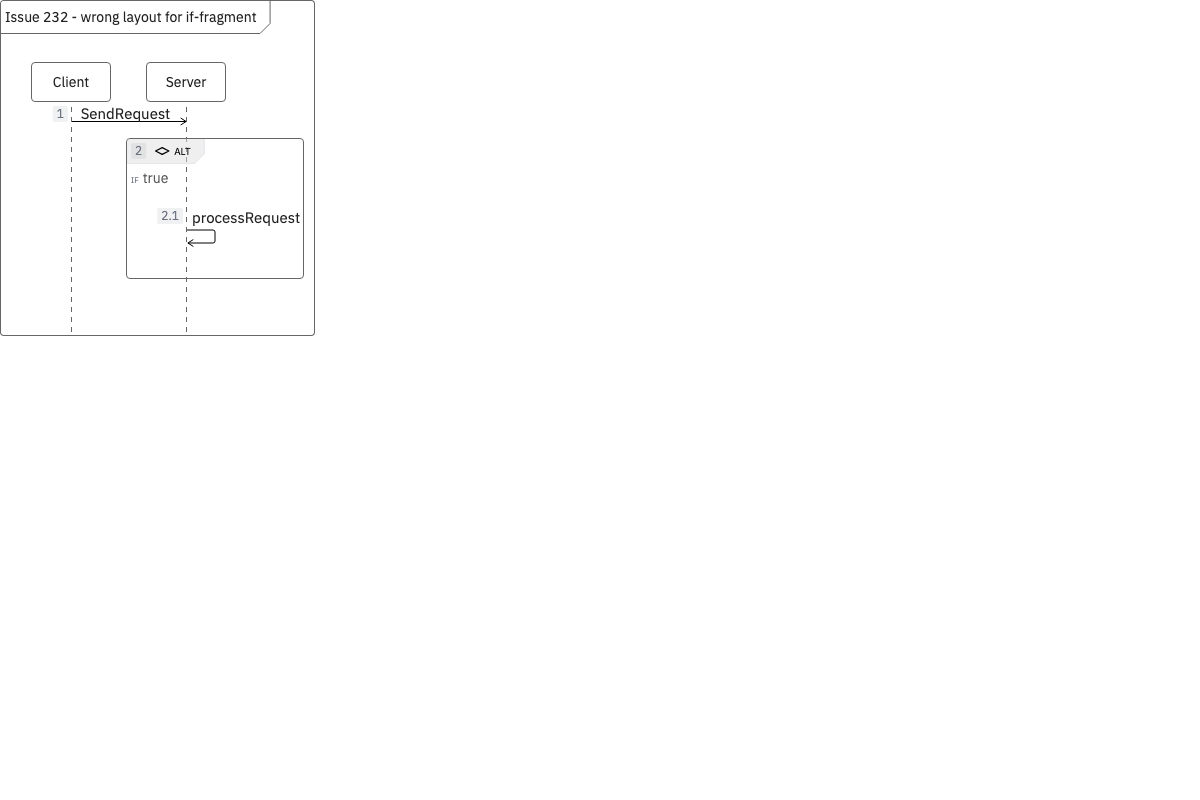 Issue 232 - wrong layout for if-fragment
Client Server
1 SendRequest
2 ALT
IF true
2.1 processRequest